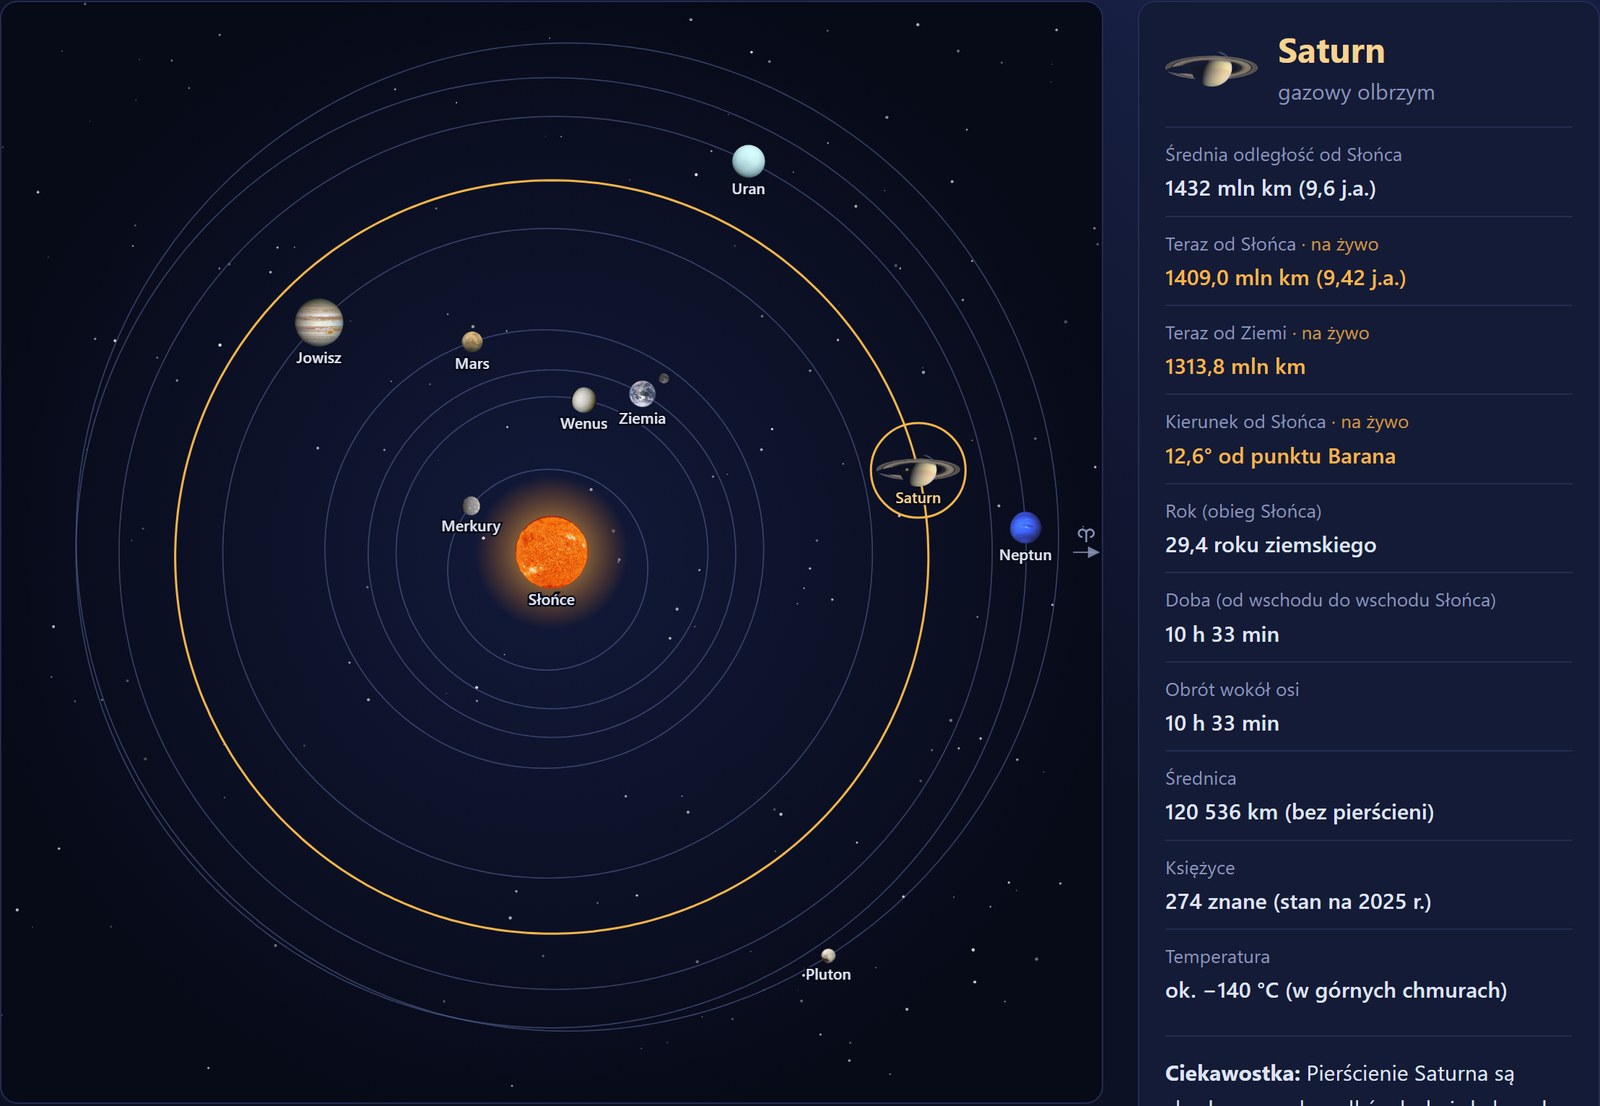 Uran
Jowisz
Mars
Wenus
Ziemia
Saturn
Merkury
Neptun
♈
Słońce
Pluton
Saturn
gazowy olbrzym
Średnia odległość od Słońca
1432 mln km (9,6 j.a.)
Teraz od Słońca · na żywo
1409,0 mln km (9,42 j.a.)
Teraz od Ziemi · na żywo
1313,8 mln km
Kierunek od Słońca · na żywo
12,6° od punktu Barana
Rok (obieg Słońca)
29,4 roku ziemskiego
Doba (od wschodu do wschodu Słońca)
10 h 33 min
Obrót wokół osi
10 h 33 min
Średnica
120 536 km (bez pierścieni)
Księżyce
274 znane (stan na 2025 r.)
Temperatura
ok. −140 °C (w górnych chmurach)
Ciekawostka: Pierścienie Saturna są